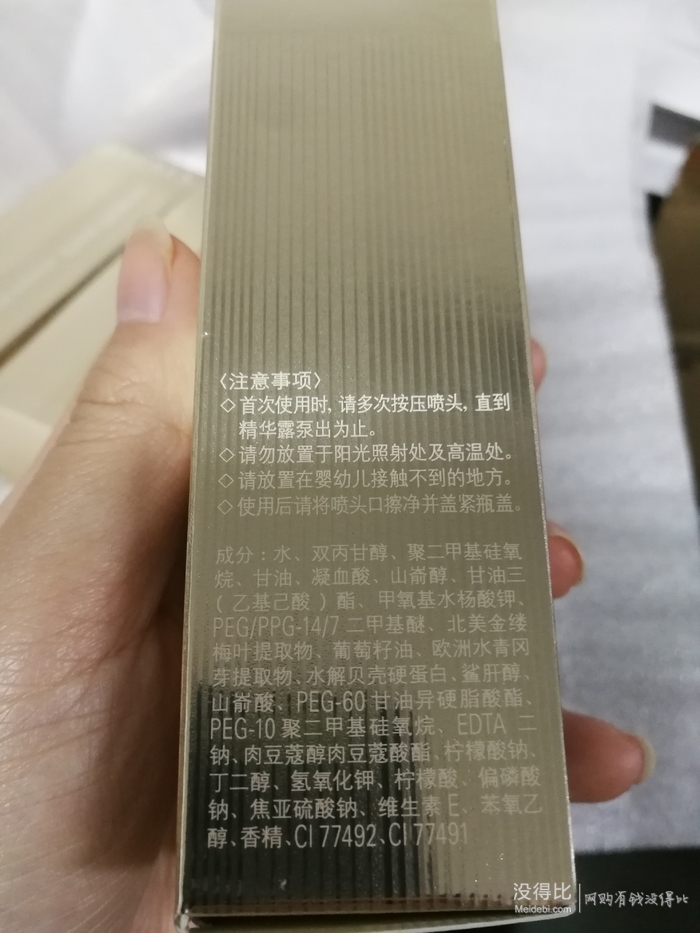 〈注意事项〉
◇首次使用时，请多次按压喷头，直到
精华露泵出为止。
◇请勿放置于阳光照射处及高温处。
◇请放置在婴幼儿接触不到的地方。
◇使用后请将喷头口擦净并盖紧瓶盖。
成分：水、双丙甘醇、聚二甲基硅氧
烷、甘油、凝血酸、山嵛醇、甘油三
（乙基己酸）酯、甲氧基水杨酸钾、
PEG/PPG-14/7二甲基醚、北美金缕
梅叶提取物、葡萄籽油、欧洲水青冈
芽提取物、水解贝壳硬蛋白、鲨肝醇、
山嵛酸、PEG-60甘油异硬脂酸酯、
PEG-10聚二甲基硅氧烷、EDTA 二
钠、肉豆蔻醇肉豆蔻酸酯、柠檬酸钠、
丁二醇、氢氧化钾、柠檬酸、偏磷酸
钠、焦亚硫酸钠、维生素 E、苯氧乙
醇、香精、CI 77492、CI 77491
没得比
Meidebi.com
网购有钱没得比